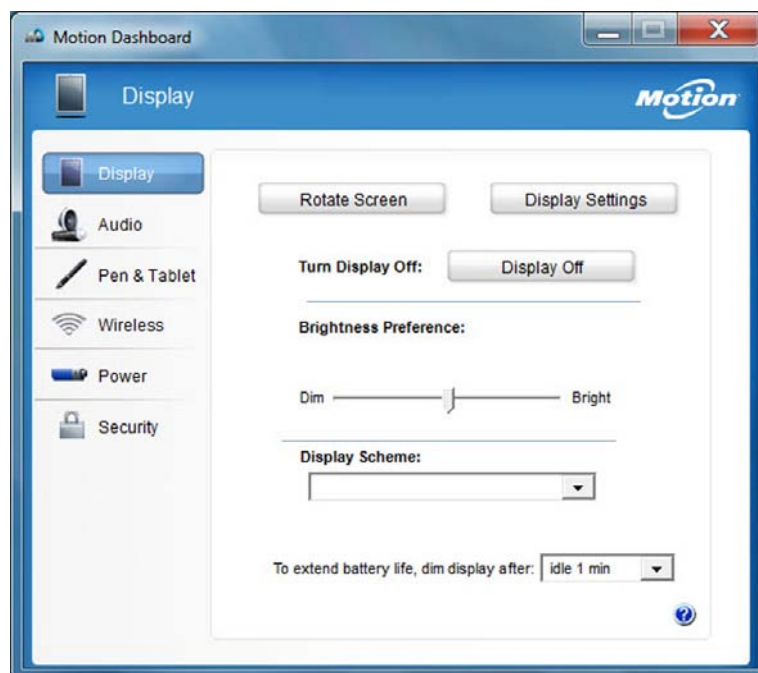 Motion Dashboard
Display
Motion
Display
Audio
Pen & Tablet
Wireless
Power
Security
Rotate Screen
Display Settings
Turn Display Off:
Display Off
Brightness Preference:
Dim
Bright
Display Scheme:
To extend battery life, dim display after:
idle 1 min
?